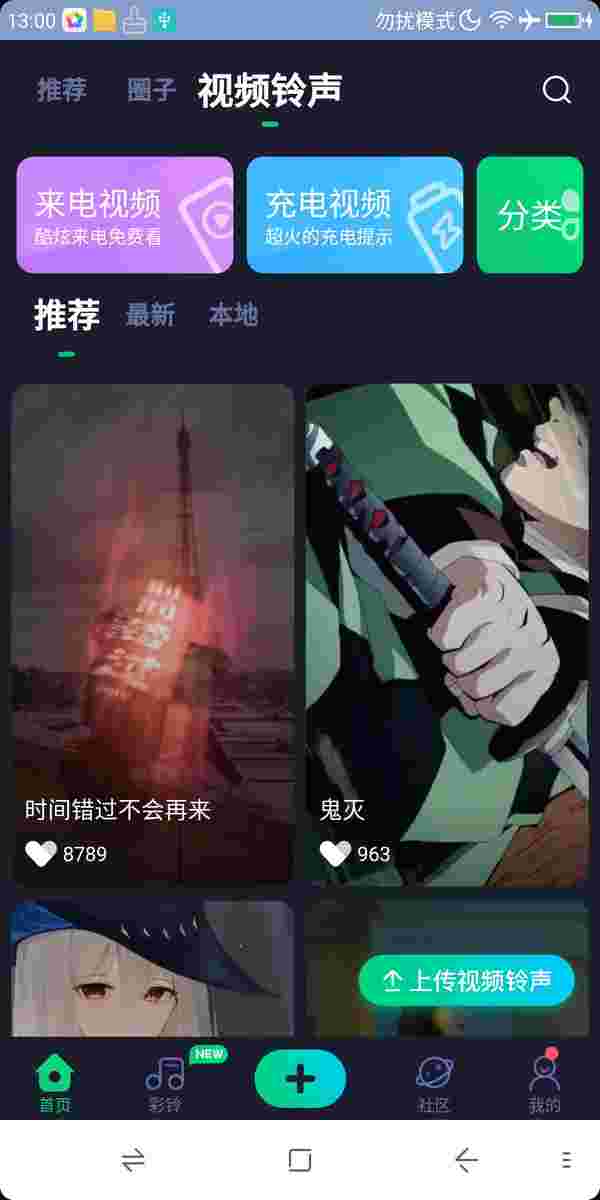 13:00 勿扰模式
推荐 圈子 视频铃声
来电视频 充电视频 分类
酷炫来电免费看 超火的充电提示
推荐 最新 本地
时间错过不会再来 鬼灭
8789 963
上传视频铃声
NEW
首页 彩铃 社区 我的